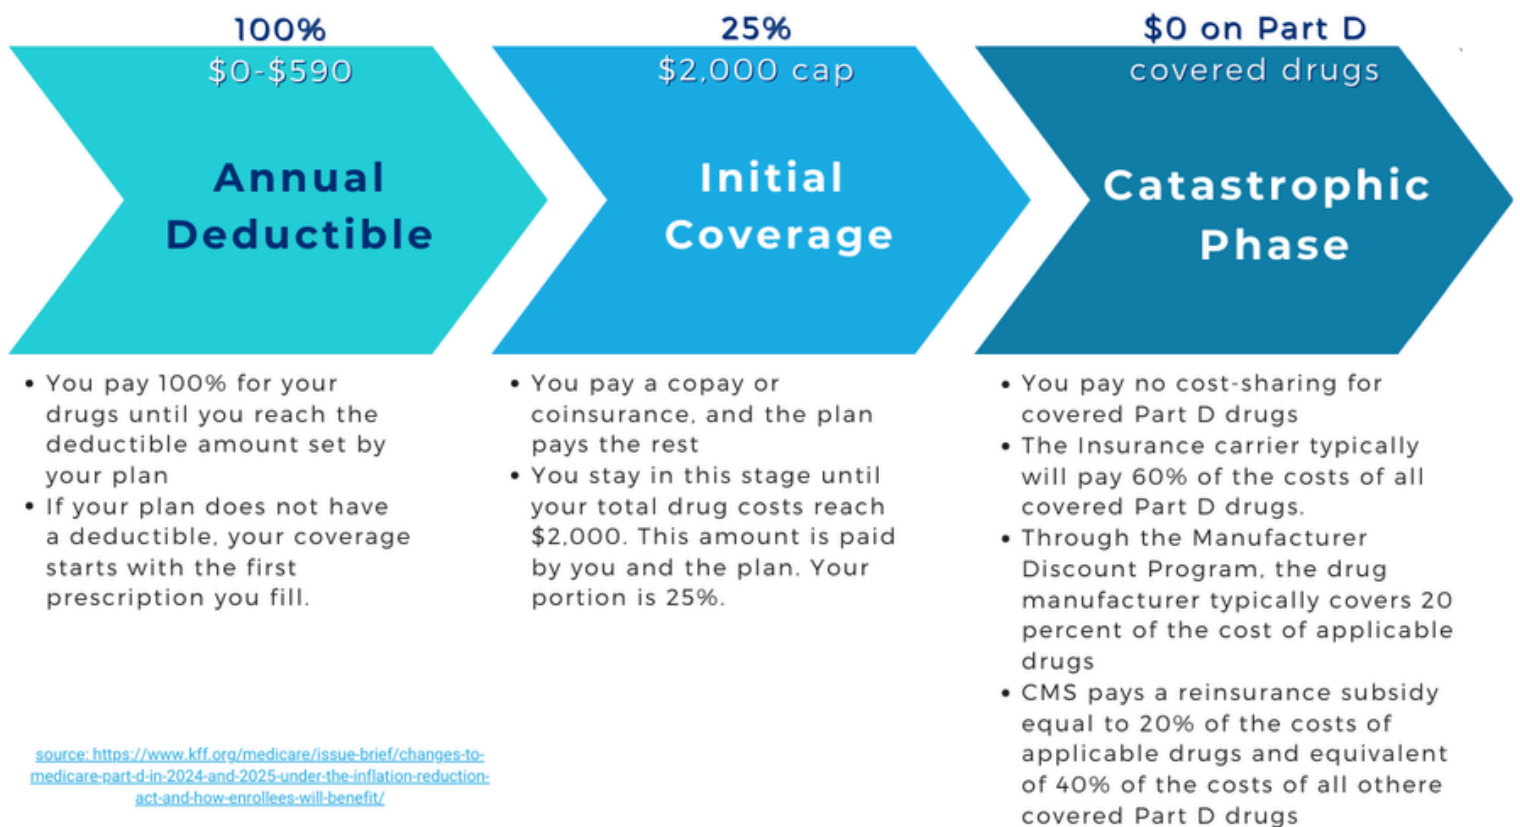 100%
$0-$590
Annual
Deductible
• You pay 100% for your
drugs until you reach the
deductible amount set by
your plan
• If your plan does not have
a deductible, your coverage
starts with the first
prescription you fill.
source: https://www.kff.org/medicare/issue-brief/changes-to-
medicare-part-d-in-2024-and-2025-under-the-inflation-reduction-
act-and-how-enrollees-will-benefit/
25%
$2,000 cap
Initial
Coverage
• You pay a copay or
coinsurance, and the plan
pays the rest
• You stay in this stage until
your total drug costs reach
$2,000. This amount is paid
by you and the plan. Your
portion is 25%.
$0 on Part D
covered drugs
Catastrophic
Phase
• You pay no cost-sharing for
covered Part D drugs
• The Insurance carrier typically
will pay 60% of the costs of all
covered Part D drugs.
• Through the Manufacturer
Discount Program, the drug
manufacturer typically covers 20
percent of the cost of applicable
drugs
• CMS pays a reinsurance subsidy
equal to 20% of the costs of
applicable drugs and equivalent
of 40% of the costs of all othere
covered Part D drugs